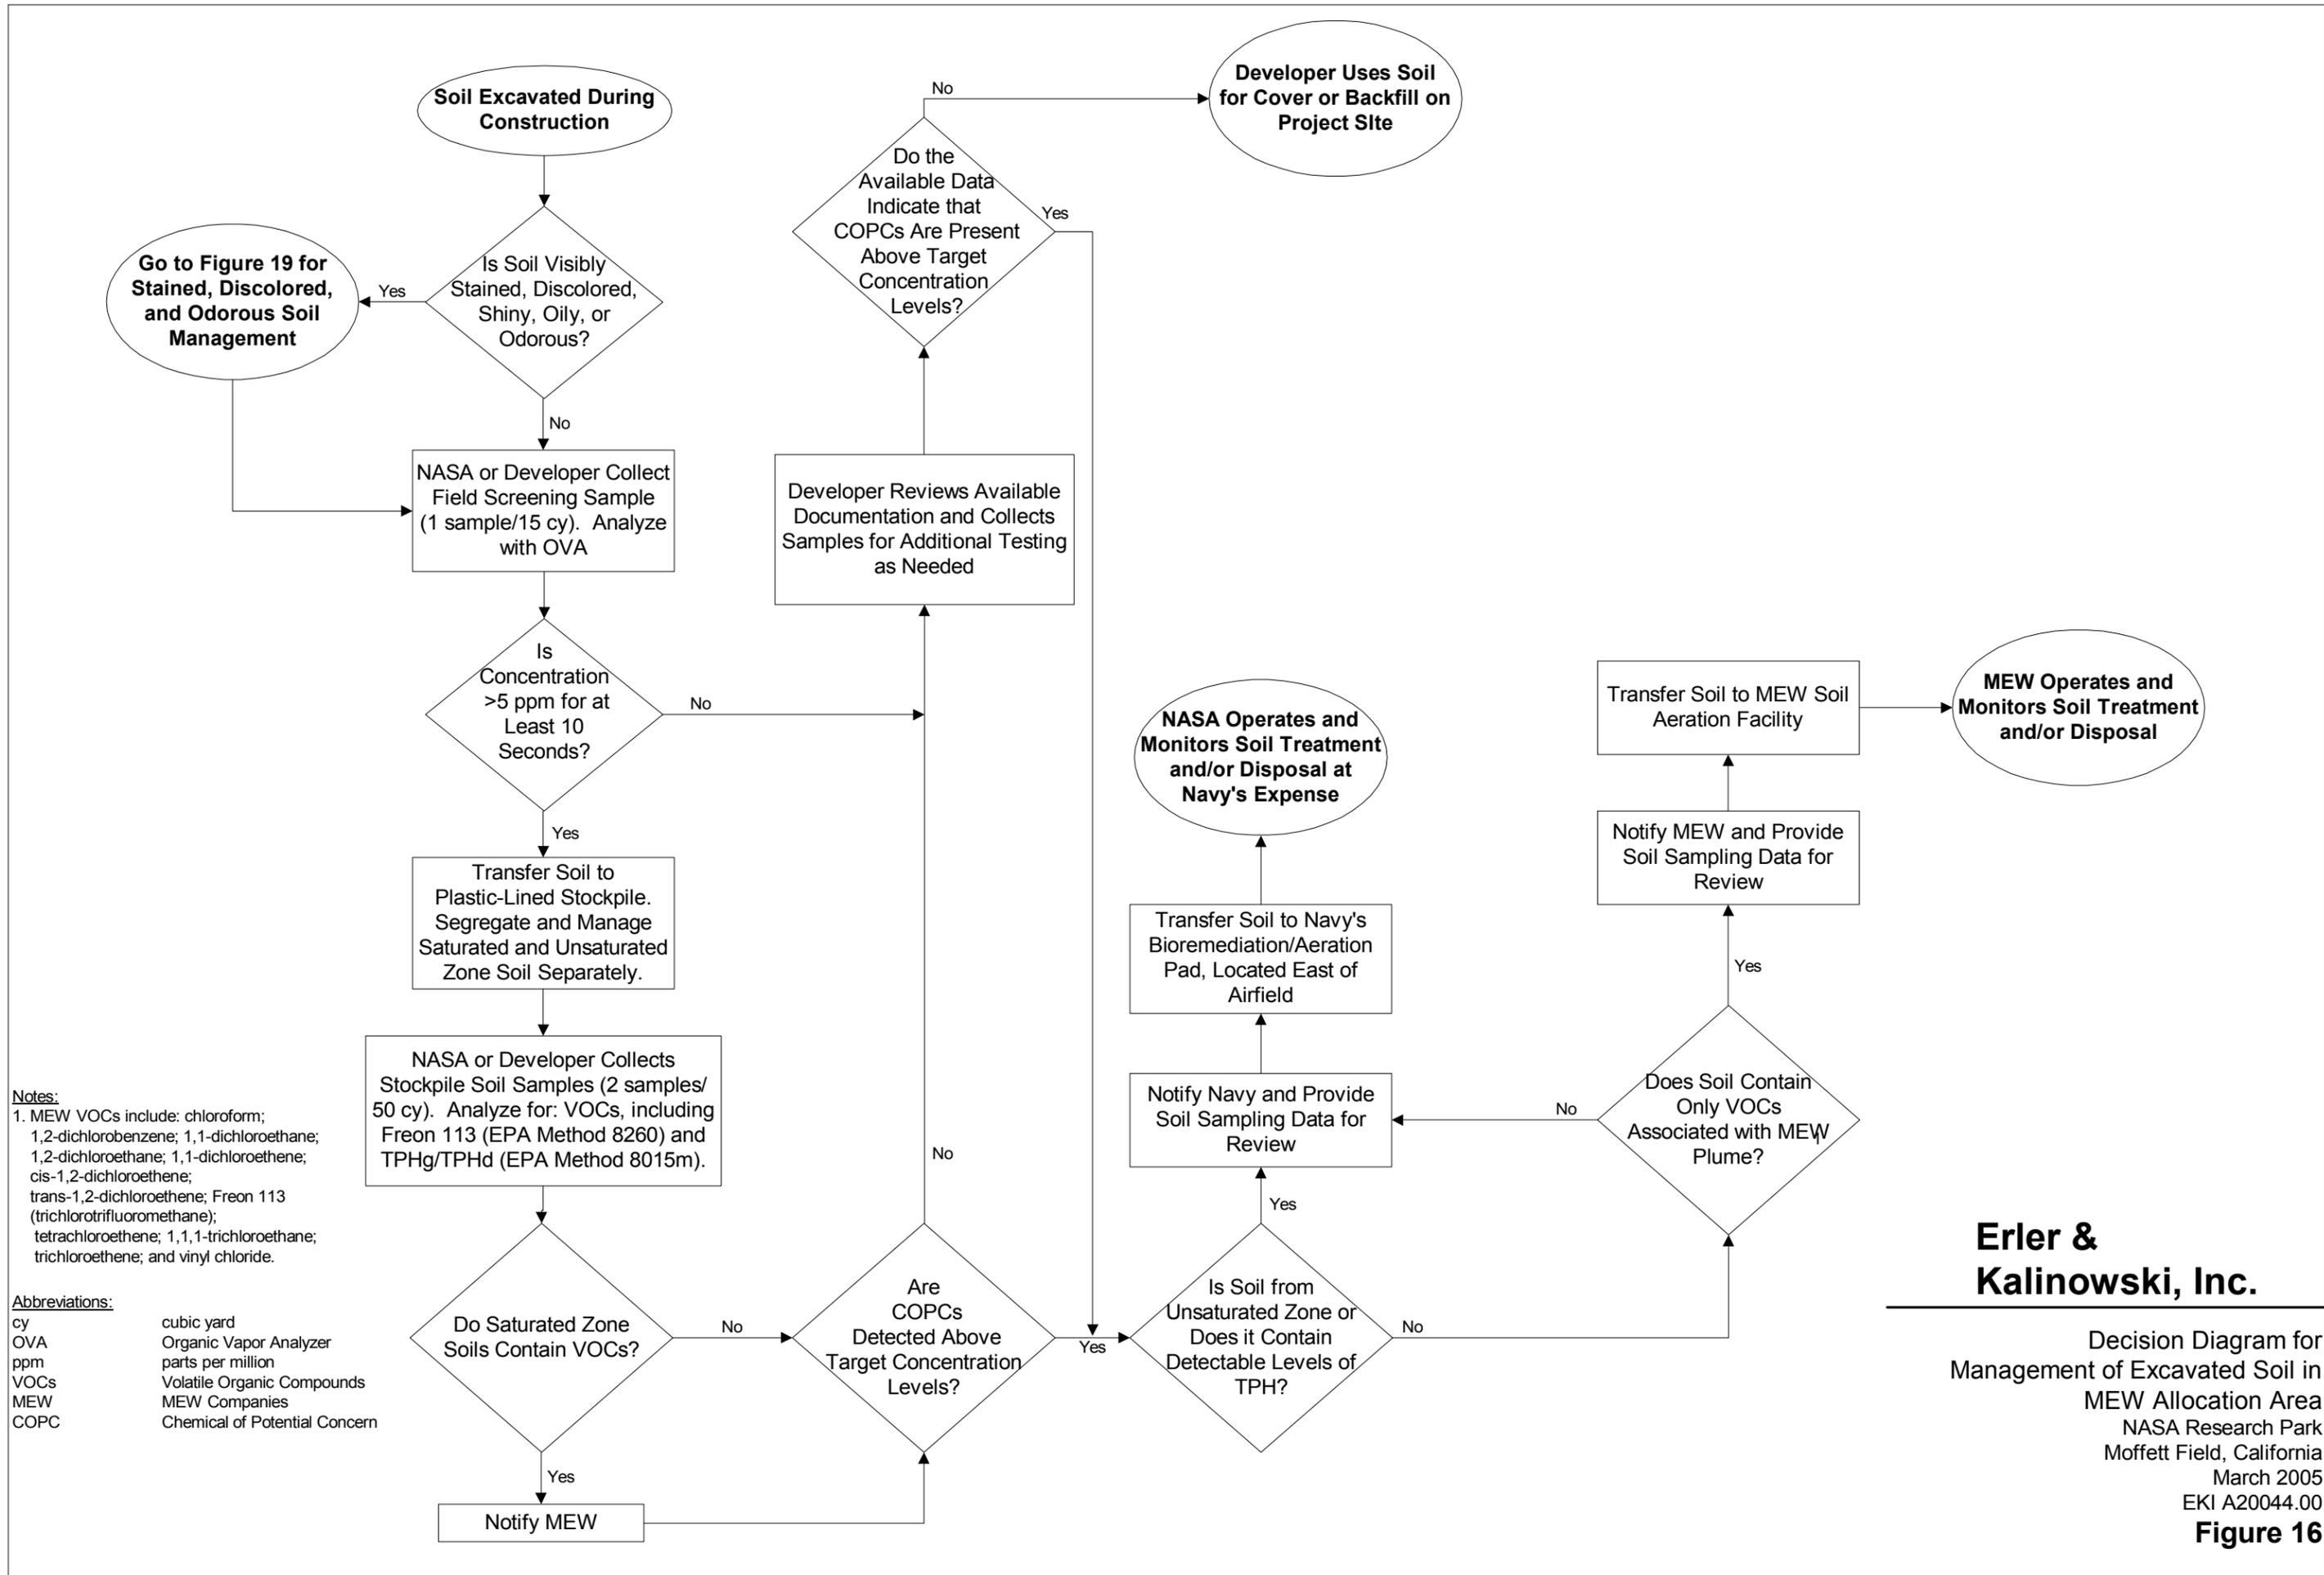 Soil Excavated During
Construction
Is Soil Visibly
Stained, Discolored,
Shiny, Oily, or
Odorous?
Yes
Go to Figure 19 for
Stained, Discolored,
and Odorous Soil
Management
No
NASA or Developer Collect
Field Screening Sample
(1 sample/15 cy). Analyze
with OVA
Is
Concentration
>5 ppm for at
Least 10
Seconds?
No
Yes
Transfer Soil to
Plastic-Lined Stockpile.
Segregate and Manage
Saturated and Unsaturated
Zone Soil Separately.
NASA or Developer Collects
Stockpile Soil Samples (2 samples/
50 cy). Analyze for: VOCs, including
Freon 113 (EPA Method 8260) and
TPHg/TPHd (EPA Method 8015m).
Do Saturated Zone
Soils Contain VOCs?
No
Yes
Notify MEW
Are
COPCs
Detected Above
Target Concentration
Levels?
No
Yes
Developer Reviews Available
Documentation and Collects
Samples for Additional Testing
as Needed
Do the
Available Data
Indicate that
COPCs Are Present
Above Target
Concentration
Levels?
No
Yes
Developer Uses Soil
for Cover or Backfill on
Project SIte
Is Soil from
Unsaturated Zone or
Does it Contain
Detectable Levels of
TPH?
Yes
No
Notify Navy and Provide
Soil Sampling Data for
Review
Transfer Soil to Navy's
Bioremediation/Aeration
Pad, Located East of
Airfield
NASA Operates and
Monitors Soil Treatment
and/or Disposal at
Navy's Expense
Does Soil Contain
Only VOCs
Associated with MEW
Plume?1
No
Yes
Notify MEW and Provide
Soil Sampling Data for
Review
Transfer Soil to MEW Soil
Aeration Facility
MEW Operates and
Monitors Soil Treatment
and/or Disposal
Notes:
1. MEW VOCs include: chloroform;
1,2-dichlorobenzene; 1,1-dichloroethane;
1,2-dichloroethane; 1,1-dichloroethene;
cis-1,2-dichloroethene;
trans-1,2-dichloroethene; Freon 113
(trichlorotrifluoromethane);
tetrachloroethene; 1,1,1-trichloroethane;
trichloroethene; and vinyl chloride.
Abbreviations:
cy cubic yard
OVA Organic Vapor Analyzer
ppm parts per million
VOCs Volatile Organic Compounds
MEW MEW Companies
COPC Chemical of Potential Concern
Erler &
Kalinowski, Inc.
Decision Diagram for
Management of Excavated Soil in
MEW Allocation Area
NASA Research Park
Moffett Field, California
March 2005
EKI A20044.00
Figure 16